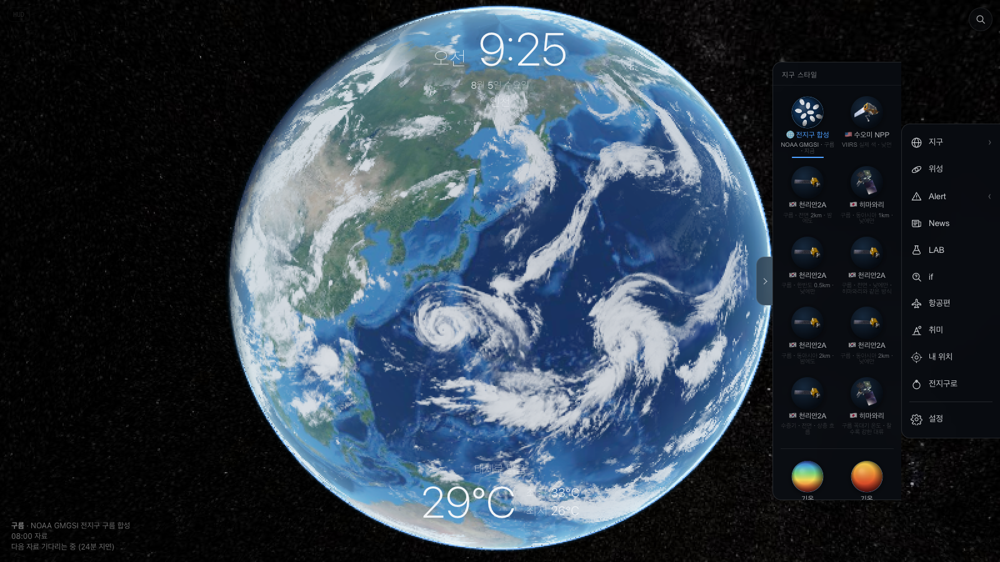 HUD
오전 9:25
8월 5일 수요일
29°C
33°C
최저 26°C
구름 · NOAA GMGSI 전지구 구름 합성
08:00 자료
다음 자료 기다리는 중 (24분 지연)
지구 스타일
전지구 합성
NOAA GMGSI · 구름
· 지금
수오미 NPP
VIIRS 실제 색 · 낮만
천리안2A
구름 · 전면 2km · 밤
에도
히마와리
구름 · 동아시아 1km ·
낮에만
천리안2A
구름 · 한반도 0.5km ·
낮에만
천리안2A
구름 · 전면 · 낮에만 ·
히마와리와 같은 방식
천리안2A
구름 · 동아시아 2km ·
밤에도
천리안2A
구름 · 동아시아 2km ·
낮에만
천리안2A
수증기 · 전면 · 상층 흐
름
히마와리
구름 꼭대기 온도 · 찰
수록 강한 대류
기온
기온
지구
위성
Alert
News
LAB
if
항공편
취미
내 위치
전지구로
설정